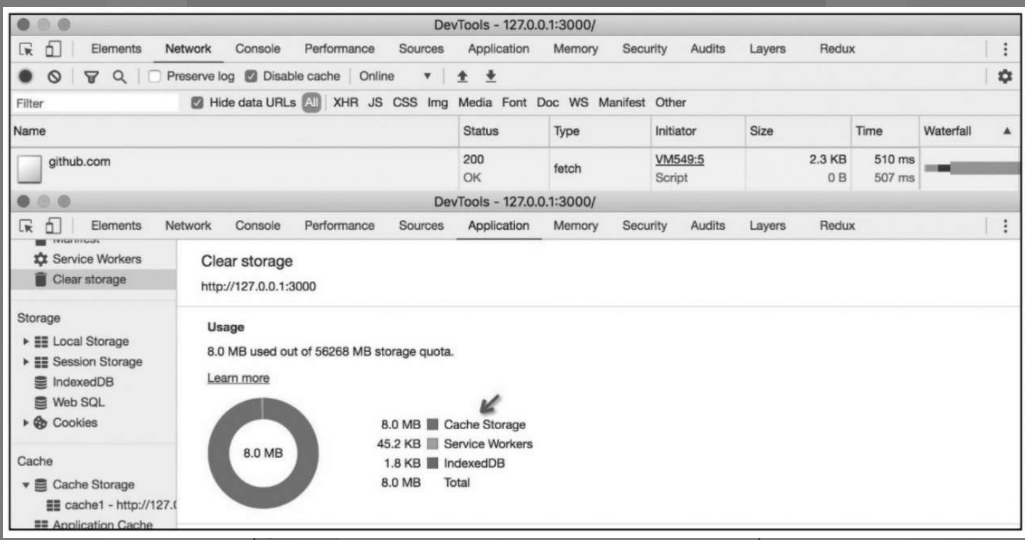 DevTools - 127.0.0.1:3000/
Elements Network Console Performance Sources Application Memory Security Audits Layers Redux
Preserve log Disable cache Online
Filter Hide data URLs All XHR JS CSS Img Media Font Doc WS Manifest Other
Name Status Type Initiator Size Time Waterfall
github.com 200 fetch VM549:5 2.3 KB 510 ms
OK Script 0 B 507 ms
DevTools - 127.0.0.1:3000/
Elements Network Console Performance Sources Application Memory Security Audits Layers Redux
Manifest
Service Workers
Clear storage
Storage
Local Storage
Session Storage
IndexedDB
Web SQL
Cookies
Cache
Cache Storage
cache1 - http://127.
Application Cache
Clear storage
http://127.0.0.1:3000
Usage
8.0 MB used out of 56268 MB storage quota.
Learn more
8.0 MB
8.0 MB Cache Storage
45.2 KB Service Workers
1.8 KB IndexedDB
8.0 MB Total